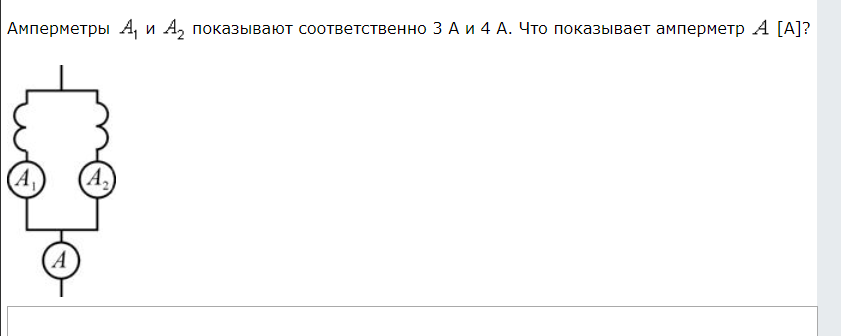 Амперметры A₁ и A₂ показывают соответственно 3 А и 4 А. Что показывает амперметр A [А]?
A₁ A₂
A